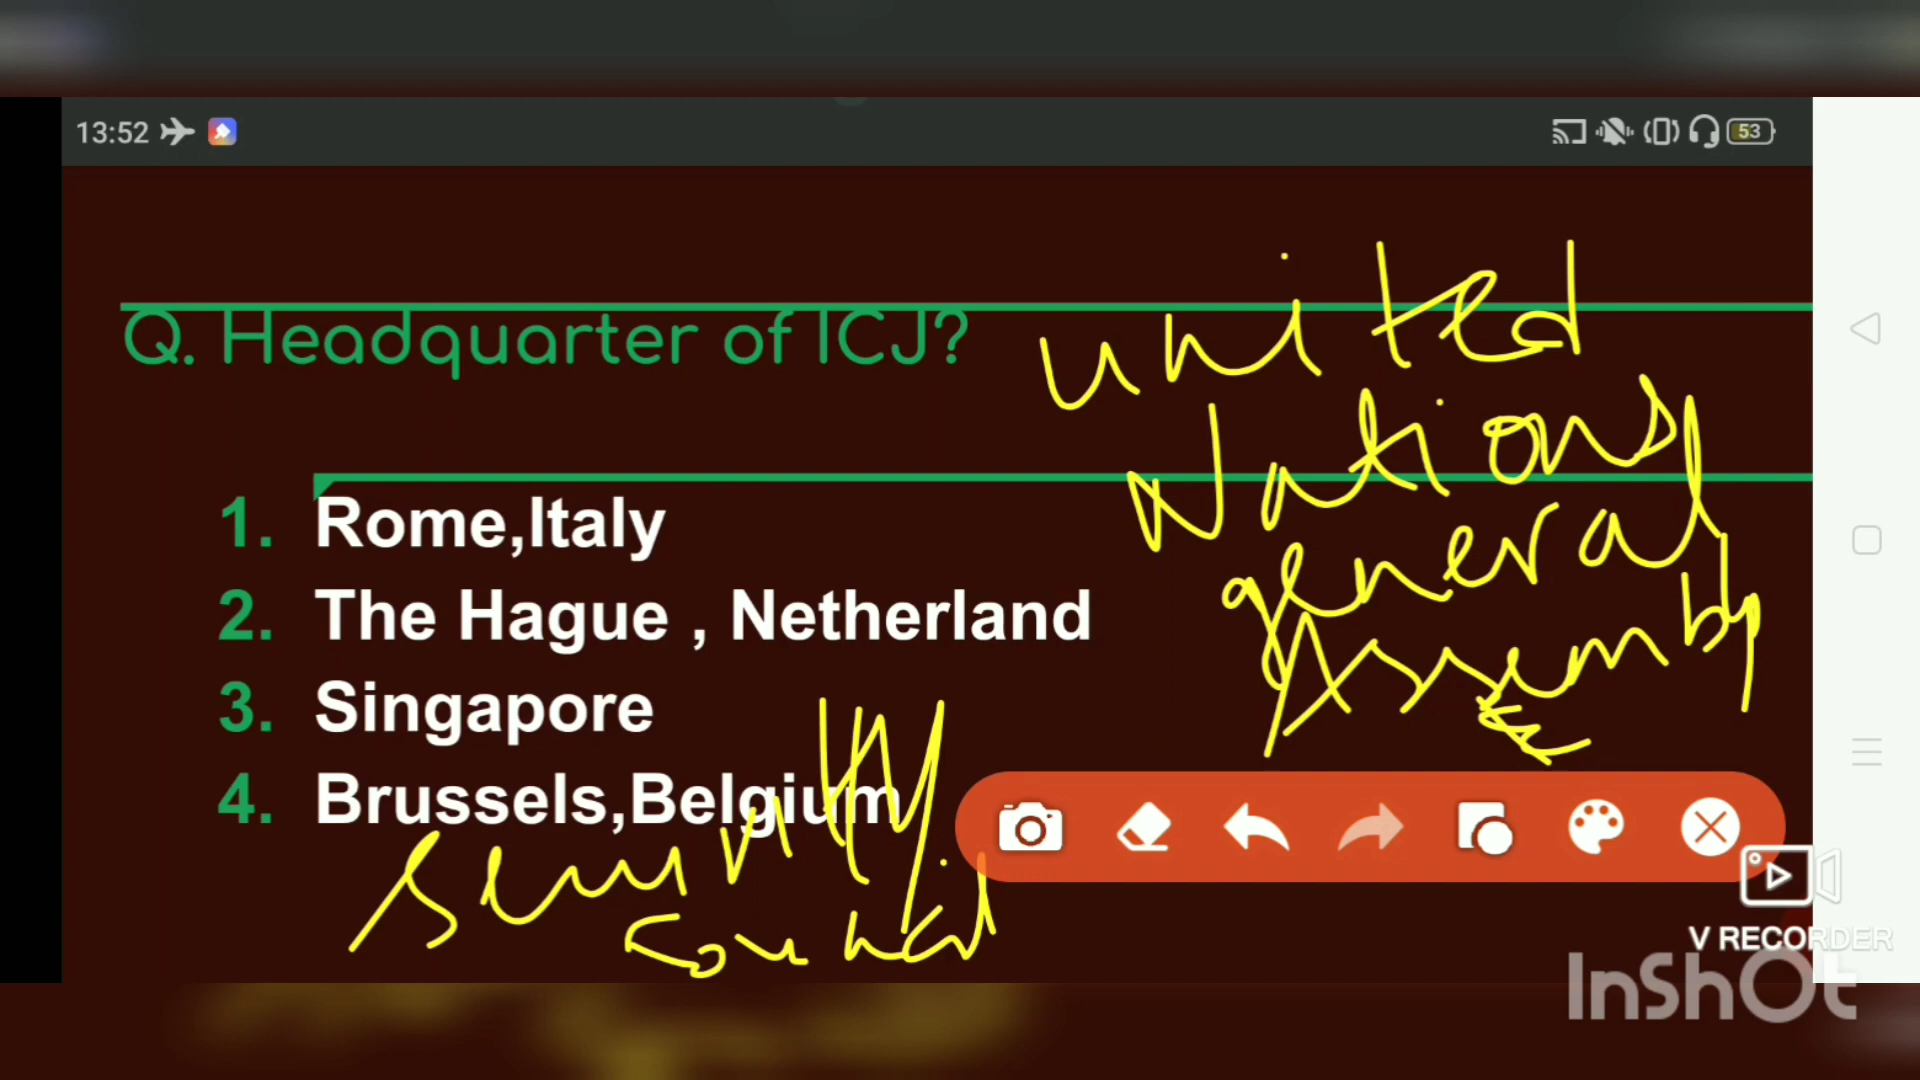 13:52
53
Q. Headquarter of ICJ?
united
Nations
general
Assembly
1. Rome,Italy
2. The Hague , Netherland
3. Singapore
4. Brussels,Belgium
Security
Council
V RECORDER
InShOt